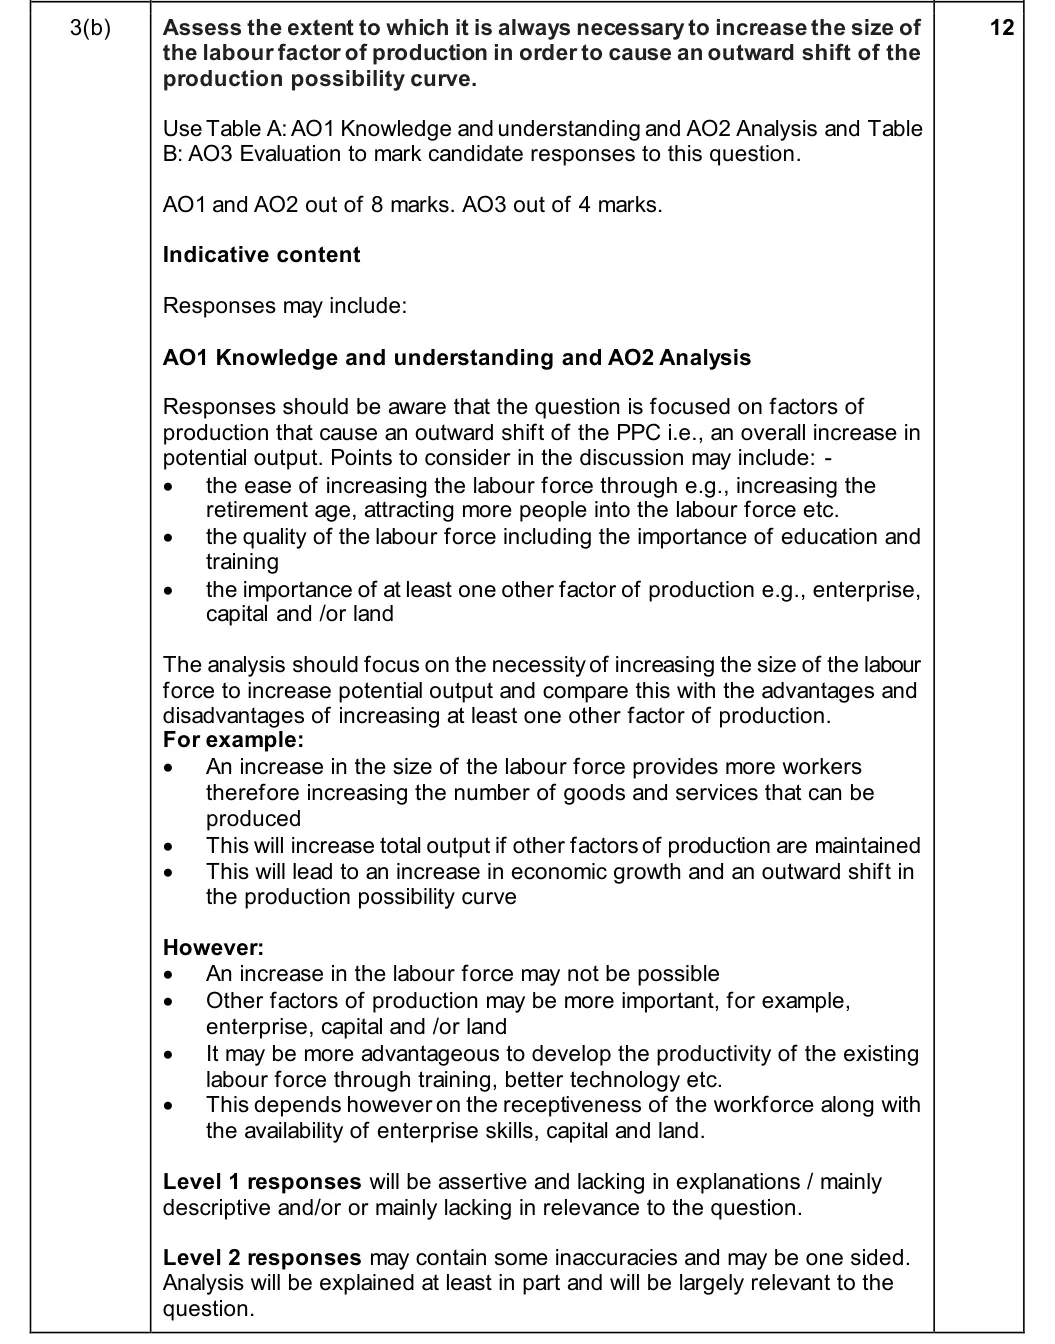 3(b)
Assess the extent to which it is always necessary to increase the size of
the labour factor of production in order to cause an outward shift of the
production possibility curve.
12
Use Table A: AO1 Knowledge and understanding and AO2 Analysis and Table
B: AO3 Evaluation to mark candidate responses to this question.
AO1 and AO2 out of 8 marks. AO3 out of 4 marks.
Indicative content
Responses may include:
AO1 Knowledge and understanding and AO2 Analysis
Responses should be aware that the question is focused on factors of
production that cause an outward shift of the PPC i.e., an overall increase in
potential output. Points to consider in the discussion may include: -
• the ease of increasing the labour force through e.g., increasing the
retirement age, attracting more people into the labour force etc.
• the quality of the labour force including the importance of education and
training
• the importance of at least one other factor of production e.g., enterprise,
capital and /or land
The analysis should focus on the necessity of increasing the size of the labour
force to increase potential output and compare this with the advantages and
disadvantages of increasing at least one other factor of production.
For example:
• An increase in the size of the labour force provides more workers
therefore increasing the number of goods and services that can be
produced
• This will increase total output if other factors of production are maintained
• This will lead to an increase in economic growth and an outward shift in
the production possibility curve
However:
• An increase in the labour force may not be possible
• Other factors of production may be more important, for example,
enterprise, capital and /or land
• It may be more advantageous to develop the productivity of the existing
labour force through training, better technology etc.
• This depends however on the receptiveness of the workforce along with
the availability of enterprise skills, capital and land.
Level 1 responses will be assertive and lacking in explanations / mainly
descriptive and/or or mainly lacking in relevance to the question.
Level 2 responses may contain some inaccuracies and may be one sided.
Analysis will be explained at least in part and will be largely relevant to the
question.